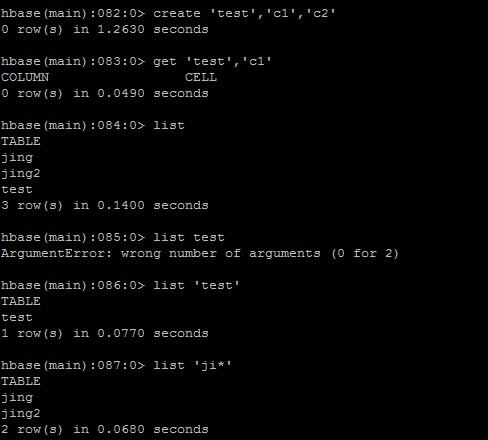 hbase(main):082:0> create 'test','c1','c2'
0 row(s) in 1.2630 seconds
hbase(main):083:0> get 'test','c1'
COLUMN                 CELL
0 row(s) in 0.0490 seconds
hbase(main):084:0> list
TABLE
jing
jing2
test
3 row(s) in 0.1400 seconds
hbase(main):085:0> list test
ArgumentError: wrong number of arguments (0 for 2)
hbase(main):086:0> list 'test'
TABLE
test
1 row(s) in 0.0770 seconds
hbase(main):087:0> list 'ji*'
TABLE
jing
jing2
2 row(s) in 0.0680 seconds